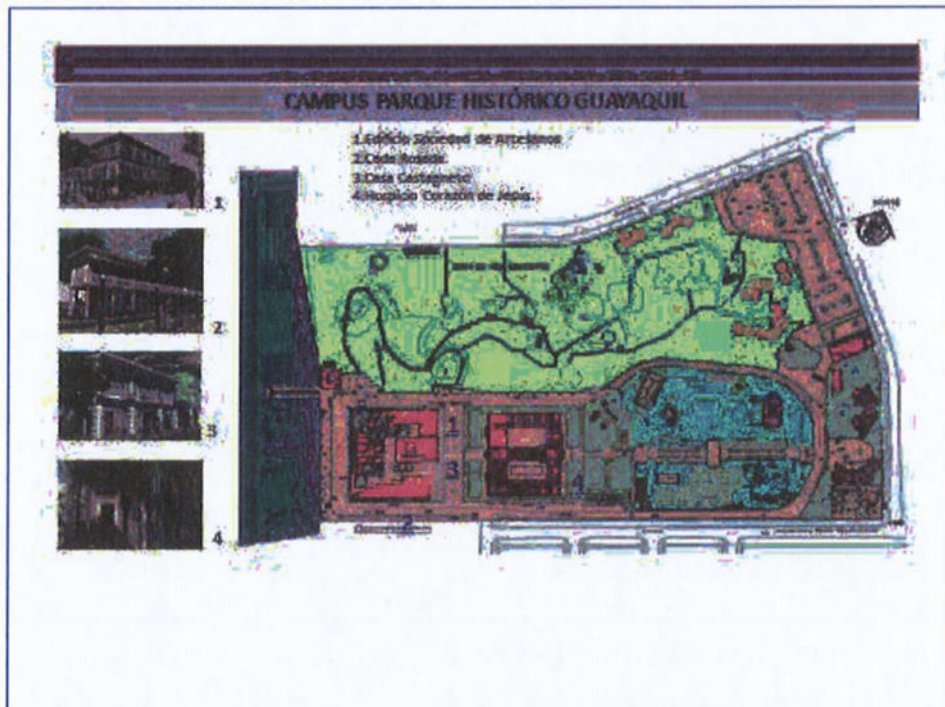 CAMPUS PARQUE HISTÓRICO GUAYAQUIL
1.Edificio Sociedad de Artesanos
2.Casa Rosada
3.Casa Castagneto
4.Hospicio Corazón de Jesús.
1
2
3
4
1
3
4
2